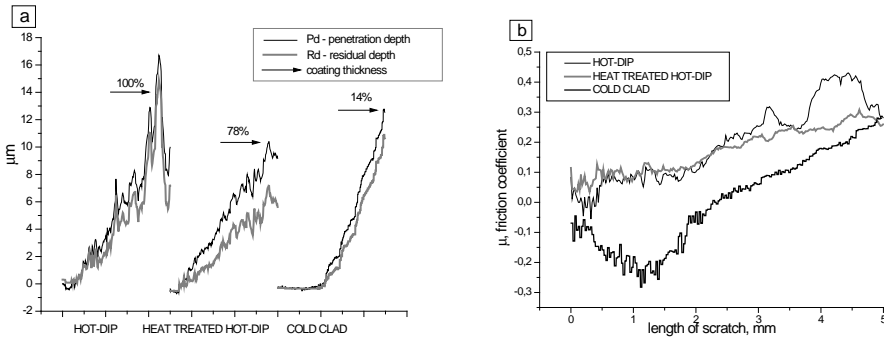 a
18
16
14
12
10
8
6
4
2
0
-2
µm
Pd - penetration depth
Rd - residual depth
coating thickness
100%
78%
14%
HOT-DIP
HEAT TREATED HOT-DIP
COLD CLAD
b
0,5
0,4
0,3
0,2
0,1
0,0
-0,1
-0,2
-0,3
µ, friction coefficient
HOT-DIP
HEAT TREATED HOT-DIP
COLD CLAD
0
1
2
3
4
5
length of scratch, mm